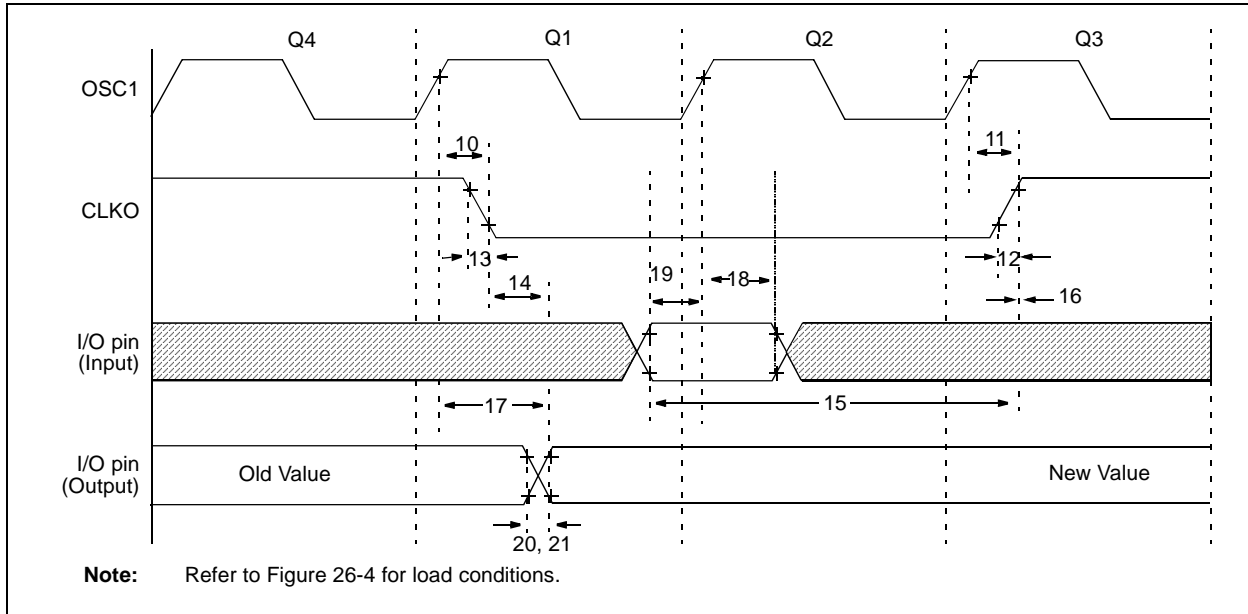 Q4 Q1 Q2 Q3
OSC1
10 11
CLKO
13 12
14 19 18 16
I/O pin
(Input)
17 15
I/O pin
(Output)
Old Value New Value
20, 21
Note: Refer to Figure 26-4 for load conditions.